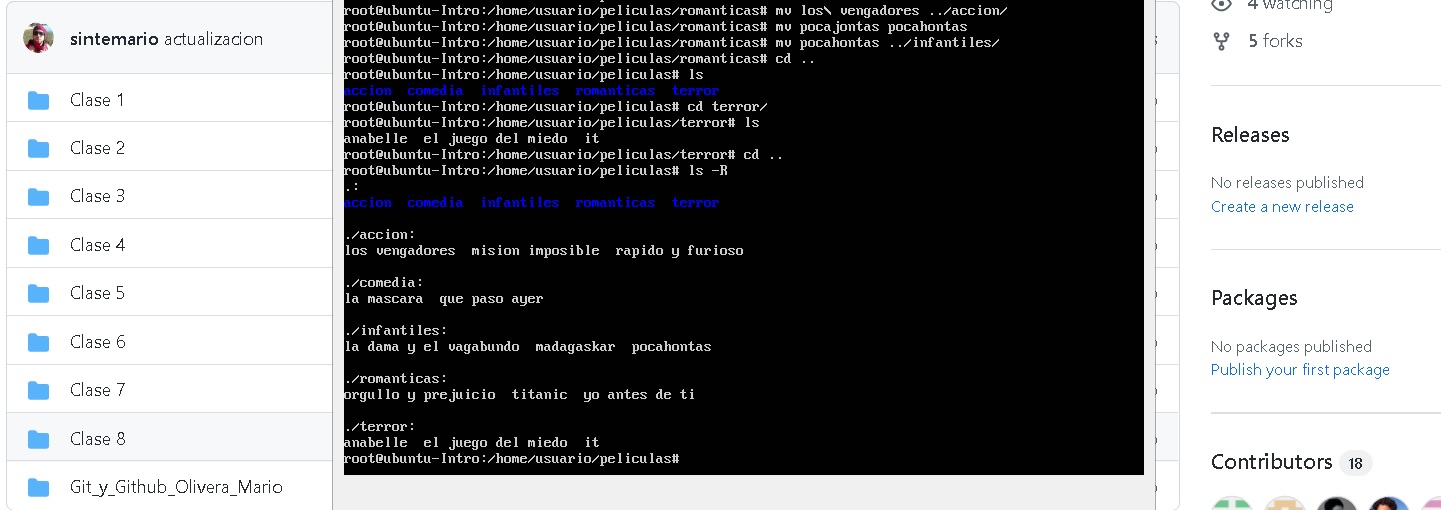 sintemario actualizacion
Clase 1
Clase 2
Clase 3
Clase 4
Clase 5
Clase 6
Clase 7
Clase 8
Git_y_Github_Olivera_Mario
root@ubuntu-Intro:/home/usuario/peliculas/romanticas# mv los\ vengadores ../accion/
root@ubuntu-Intro:/home/usuario/peliculas/romanticas# mv pocajontas pocahontas
root@ubuntu-Intro:/home/usuario/peliculas/romanticas# mv pocahontas ../infantiles/
root@ubuntu-Intro:/home/usuario/peliculas/romanticas# cd ..
root@ubuntu-Intro:/home/usuario/peliculas# ls
accion  comedia  infantiles  romanticas  terror
root@ubuntu-Intro:/home/usuario/peliculas# cd terror/
root@ubuntu-Intro:/home/usuario/peliculas/terror# ls
anabelle  el juego del miedo  it
root@ubuntu-Intro:/home/usuario/peliculas/terror# cd ..
root@ubuntu-Intro:/home/usuario/peliculas# ls -R
.:
accion  comedia  infantiles  romanticas  terror
./accion:
los vengadores  mision imposible  rapido y furioso
./comedia:
la mascara  que paso ayer
./infantiles:
la dama y el vagabundo  madagaskar  pocahontas
./romanticas:
orgullo y prejuicio  titanic  yo antes de ti
./terror:
anabelle  el juego del miedo  it
root@ubuntu-Intro:/home/usuario/peliculas#
4 watching
5 forks
Releases
No releases published
Create a new release
Packages
No packages published
Publish your first package
Contributors 18